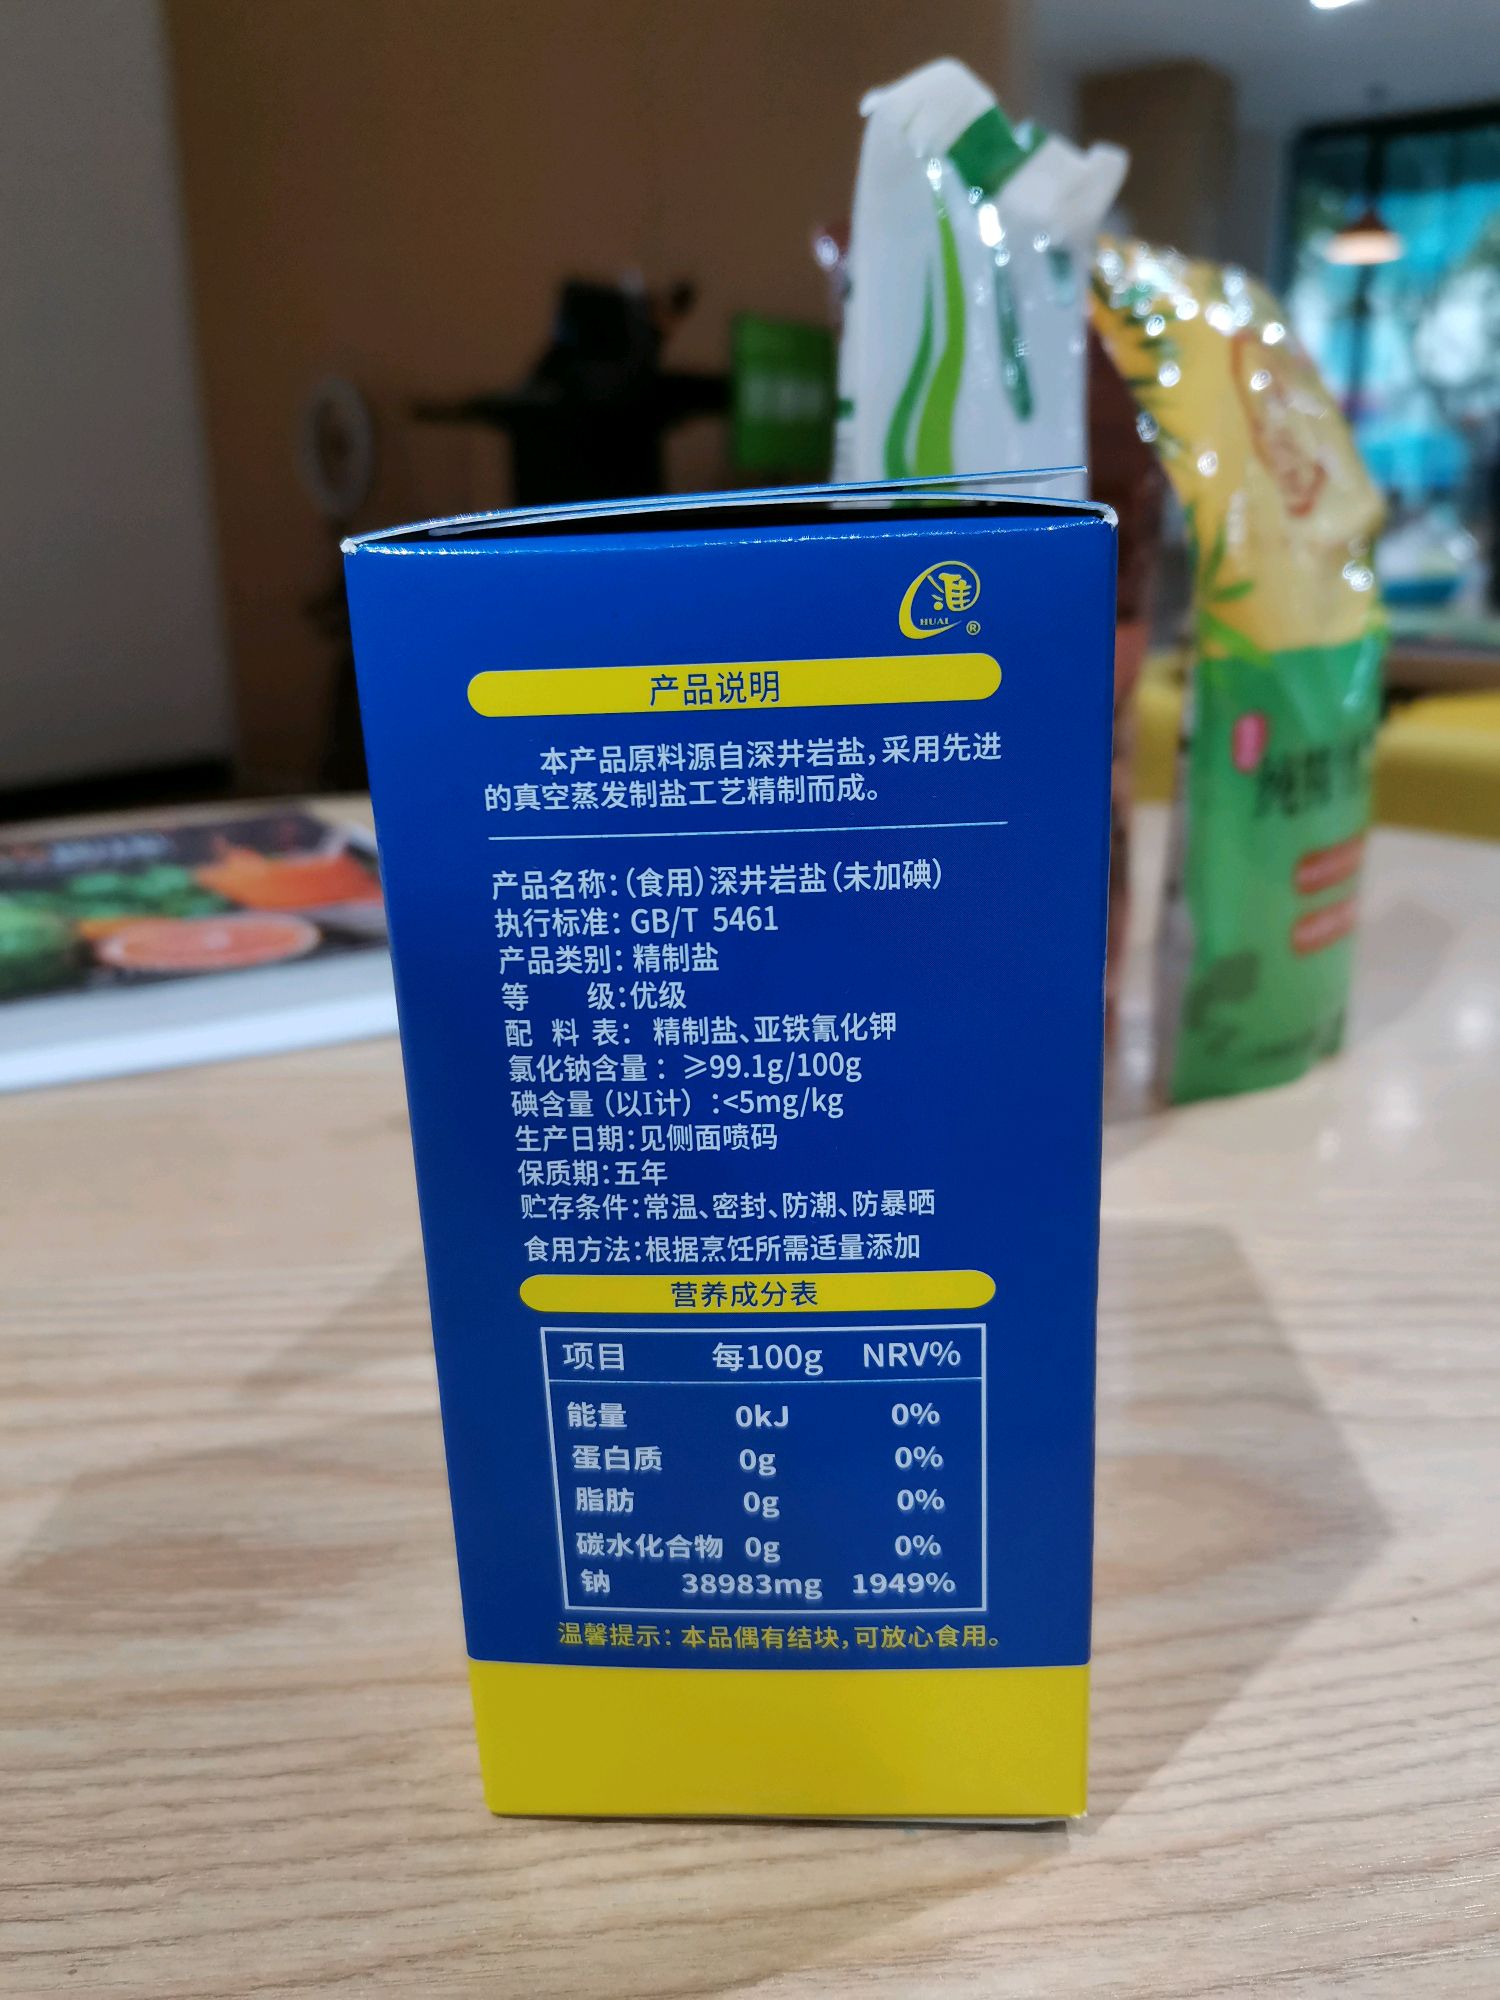 淮
HUAI
®
产品说明
本产品原料源自深井岩盐,采用先进
的真空蒸发制盐工艺精制而成。
产品名称:(食用)深井岩盐(未加碘)
执行标准: GB/T 5461
产品类别: 精制盐
等 级:优级
配 料 表: 精制盐、亚铁氰化钾
氯化钠含量: ≥99.1g/100g
碘含量(以I计):<5mg/kg
生产日期:见侧面喷码
保质期:五年
贮存条件:常温、密封、防潮、防暴晒
食用方法:根据烹饪所需适量添加
营养成分表
项目 每100g NRV%
能量 0kJ 0%
蛋白质 0g 0%
脂肪 0g 0%
碳水化合物 0g 0%
钠 38983mg 1949%
温馨提示: 本品偶有结块,可放心食用。